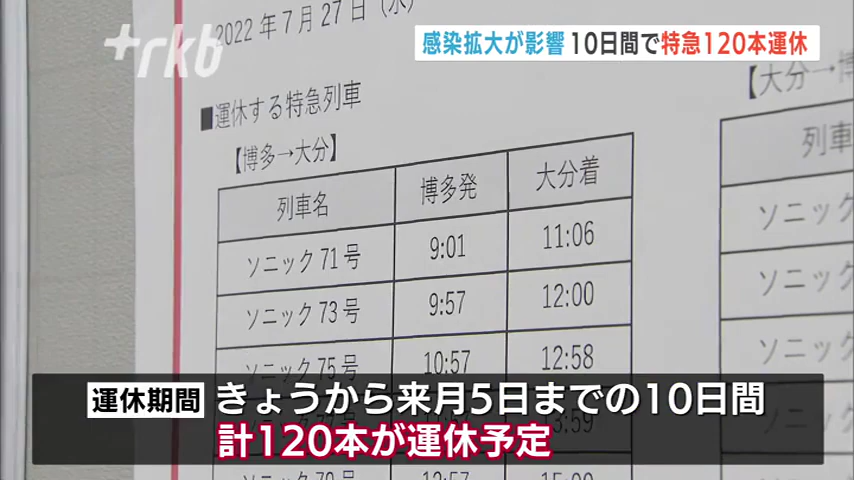 +rkb
感染拡大が影響 10日間で特急120本運休
2022年7月27日(水)
■運休する特急列車
【博多→大分】
列車名 博多発 大分着
ソニック71号 9:01 11:06
ソニック73号 9:57 12:00
ソニック75号 10:57 12:58
【大分→博
列車
ソニック
ソニック
ソニック
運休期間 きょうから来月5日までの10日間
計120本が運休予定